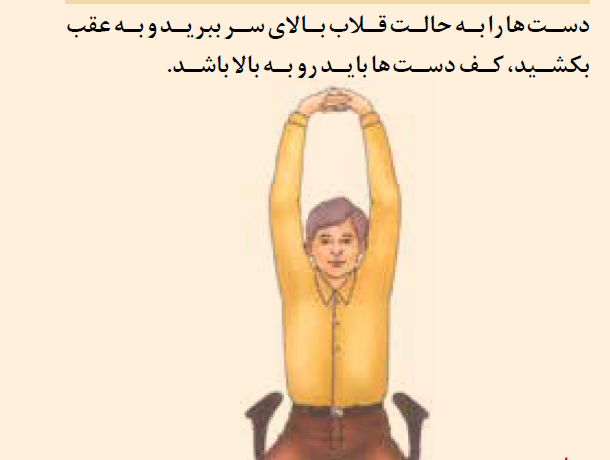 دست‌ها را به حالت قلاب بالای سر ببرید و به عقب
بکشید، کف دست‌ها باید رو به بالا باشد.